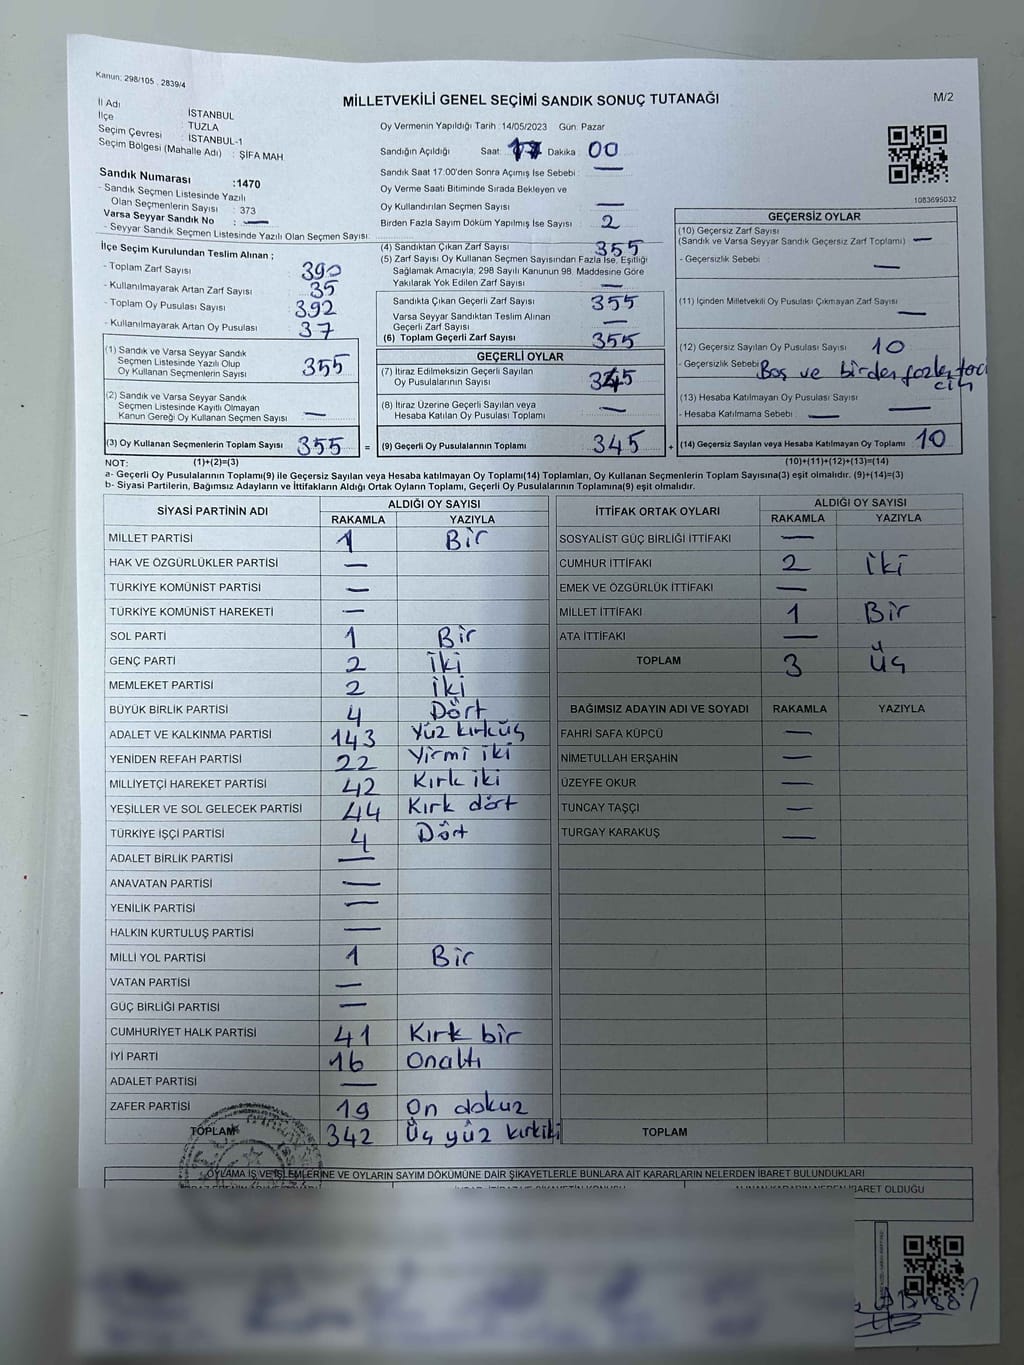 Kanun: 298/105 . 2839/4
MİLLETVEKİLİ GENEL SEÇİMİ SANDIK SONUÇ TUTANAĞI
M/2
İl Adı : İSTANBUL
İlçe : TUZLA
Seçim Çevresi : İSTANBUL-1
Seçim Bölgesi (Mahalle Adı) : ŞİFA MAH
Sandık Numarası :1470
- Sandık Seçmen Listesinde Yazılı
Olan Seçmenlerin Sayısı : 373
Varsa Seyyar Sandık No : —
- Seyyar Sandık Seçmen Listesinde Yazılı Olan Seçmen Sayısı:
Oy Vermenin Yapıldığı Tarih :14/05/2023 Gün: Pazar
Sandığın Açıldığı Saat: 17 Dakika 00
Sandık Saat 17:00'den Sonra Açımış İse Sebebi : —
Oy Verme Saati Bitiminde Sırada Bekleyen ve
Oy Kullandırılan Seçmen Sayısı —
Birden Fazla Sayım Döküm Yapılmış İse Sayısı 2
1083695032
İlçe Seçim Kurulundan Teslim Alınan ;
- Toplam Zarf Sayısı 390
- Kullanılmayarak Artan Zarf Sayısı 35
- Toplam Oy Pusulası Sayısı 392
- Kullanılmayarak Artan Oy Pusulası 37
(1) Sandık ve Varsa Seyyar Sandık
Seçmen Listesinde Yazılı Olup
Oy Kullanan Seçmenlerin Sayısı 355
(2) Sandık ve Varsa Seyyar Sandık
Seçmen Listesinde Kayıtlı Olmayan
Kanun Gereği Oy Kullanan Seçmen Sayısı —
(3) Oy Kullanan Seçmenlerin Toplam Sayısı 355 =
(4) Sandıktan Çıkan Zarf Sayısı 355
(5) Zarf Sayısı Oy Kullanan Seçmen Sayısından Fazla İse, Eşitliği
Sağlamak Amacıyla, 298 Sayılı Kanunun 98. Maddesine Göre
Yakılarak Yok Edilen Zarf Sayısı —
Sandıkta Çıkan Geçerli Zarf Sayısı 355
Varsa Seyyar Sandıktan Teslim Alınan
Geçerli Zarf Sayısı —
(6) Toplam Geçerli Zarf Sayısı 355
GEÇERLİ OYLAR
(7) İtiraz Edilmeksizin Geçerli Sayılan
Oy Pusulalarının Sayısı 345
(8) İtiraz Üzerine Geçerli Sayılan veya
Hesaba Katılan Oy Pusulası Toplamı —
(9) Geçerli Oy Pusulalarının Toplamı 345 +
GEÇERSİZ OYLAR
(10) Geçersiz Zarf Sayısı
(Sandık ve Varsa Seyyar Sandık Geçersiz Zarf Toplamı) —
- Geçersizlik Sebebi : —
(11) İçinden Milletvekili Oy Pusulası Çıkmayan Zarf Sayısı —
(12) Geçersiz Sayılan Oy Pusulası Sayısı 10
- Geçersizlik Sebebi Boş ve birden fazla
(13) Hesaba Katılmayan Oy Pusulası Sayısı —
- Hesaba Katılmama Sebebi : —
(14) Geçersiz Sayılan veya Hesaba Katılmayan Oy Toplamı 10
NOT: (1)+(2)=(3) (10)+(11)+(12)+(13)=(14)
a- Geçerli Oy Pusulalarının Toplamı(9) ile Geçersiz Sayılan veya Hesaba katılmayan Oy Toplamı(14) Toplamları, Oy Kullanan Seçmenlerin Toplam Sayısına(3) eşit olmalıdır. (9)+(14)=(3)
b- Siyasi Partilerin, Bağımsız Adayların ve İttifakların Aldığı Ortak Oyların Toplamı, Geçerli Oy Pusulalarının Toplamına(9) eşit olmalıdır.
SİYASİ PARTİNİN ADI ALDIĞI OY SAYISI
RAKAMLA YAZIYLA
MİLLET PARTİSİ 1 Bir
HAK VE ÖZGÜRLÜKLER PARTİSİ —
TÜRKİYE KOMÜNİST PARTİSİ —
TÜRKİYE KOMÜNİST HAREKETİ —
SOL PARTİ 1 Bir
GENÇ PARTİ 2 İki
MEMLEKET PARTİSİ 2 İki
BÜYÜK BİRLİK PARTİSİ 4 Dört
ADALET VE KALKINMA PARTİSİ 143 Yüz kırküç
YENİDEN REFAH PARTİSİ 22 Yirmi iki
MİLLİYETÇİ HAREKET PARTİSİ 42 Kırk iki
YEŞİLLER VE SOL GELECEK PARTİSİ 44 Kırk dört
TÜRKİYE İŞÇİ PARTİSİ 4 Dört
ADALET BİRLİK PARTİSİ —
ANAVATAN PARTİSİ —
YENİLİK PARTİSİ —
HALKIN KURTULUŞ PARTİSİ —
MİLLİ YOL PARTİSİ 1 Bir
VATAN PARTİSİ —
GÜÇ BİRLİĞİ PARTİSİ —
CUMHURİYET HALK PARTİSİ 41 Kırk bir
İYİ PARTİ 16 Onaltı
ADALET PARTİSİ —
ZAFER PARTİSİ 19 On dokuz
TOPLAM 342 Üç yüz kırkiki
İTTİFAK ORTAK OYLARI ALDIĞI OY SAYISI
RAKAMLA YAZIYLA
SOSYALİST GÜÇ BİRLİĞİ İTTİFAKI —
CUMHUR İTTİFAKI 2 İki
EMEK VE ÖZGÜRLÜK İTTİFAKI —
MİLLET İTTİFAKI 1 Bir
ATA İTTİFAKI —
TOPLAM 3 Üç
BAĞIMSIZ ADAYIN ADI VE SOYADI RAKAMLA YAZIYLA
FAHRİ SAFA KÜPCÜ —
NİMETULLAH ERŞAHİN —
ÜZEYFE OKUR —
TUNCAY TAŞÇI —
TURGAY KARAKUŞ —
TOPLAM
OYLAMA İŞ VE İŞLEMLERİNE VE OYLARIN SAYIM DÖKÜMÜNE DAİR ŞİKAYETLERLE BUNLARA AİT KARARLARIN NELERDEN İBARET BULUNDUKLARI
İBARET OLDUĞU